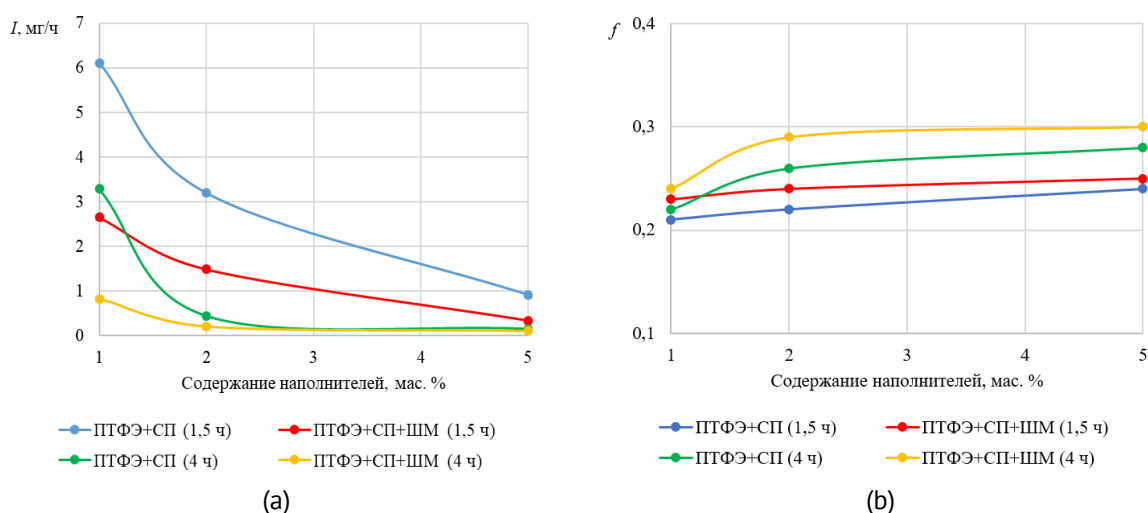 I, мг/ч
7
6
5
4
3
2
1
0
1 2 3 4 5
Содержание наполнителей, мас. %
ПТФЭ+СП (1,5 ч) ПТФЭ+СП+ШМ (1,5 ч)
ПТФЭ+СП (4 ч) ПТФЭ+СП+ШМ (4 ч)
(a)
f
0,4
0,3
0,2
0,1
1 2 3 4 5
Содержание наполнителей, мас. %
ПТФЭ+СП (1,5 ч) ПТФЭ+СП+ШМ (1,5 ч)
ПТФЭ+СП (4 ч) ПТФЭ+СП+ШМ (4 ч)
(b)